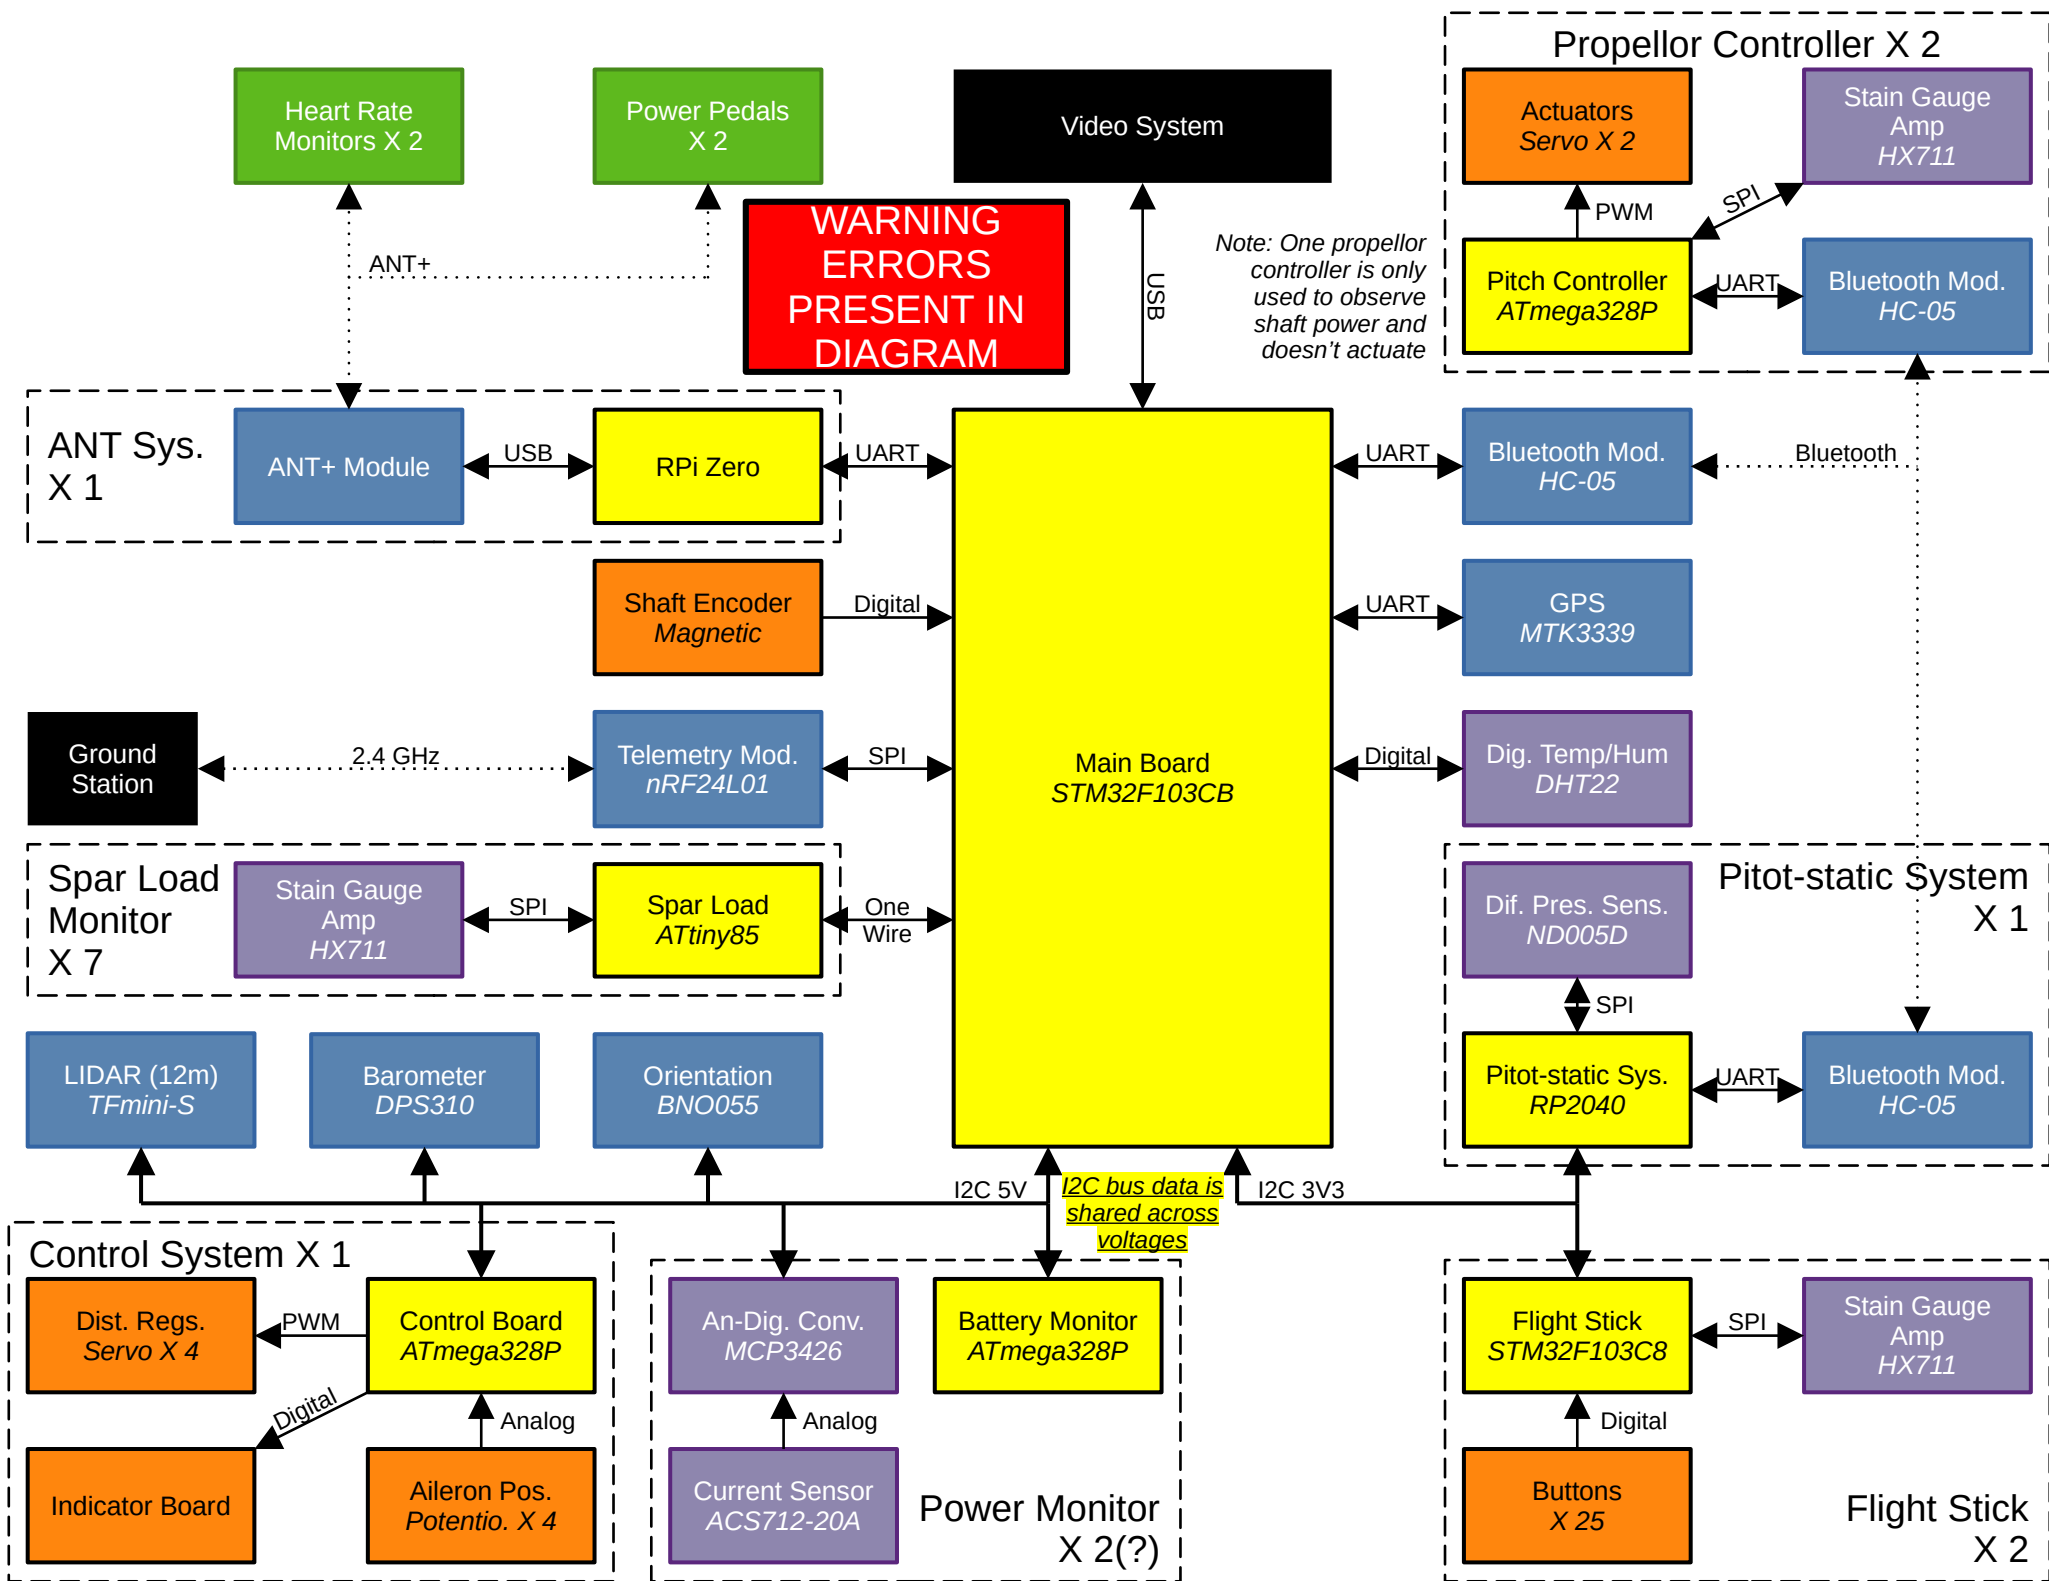 Propellor Controller X 2
Heart Rate
Monitors X 2
Power Pedals
X 2
Video System
Actuators
Servo X 2
Stain Gauge
Amp
HX711
PWM
SPI
WARNING
ERRORS
PRESENT IN
DIAGRAM
Note: One propellor
controller is only
used to observe
shaft power and
doesn't actuate
USB
ANT+
Pitch Controller
ATmega328P
UART
Bluetooth Mod.
HC-05
ANT Sys.
X 1
ANT+ Module
USB
RPi Zero
UART
UART
Bluetooth Mod.
HC-05
Bluetooth
Shaft Encoder
Magnetic
Digital
UART
GPS
MTK3339
Ground
Station
2.4 GHz
Telemetry Mod.
nRF24L01
SPI
Main Board
STM32F103CB
Digital
Dig. Temp/Hum
DHT22
Spar Load
Monitor
X 7
Stain Gauge
Amp
HX711
SPI
Spar Load
ATtiny85
One
Wire
Dif. Pres. Sens.
ND005D
Pitot-static System
X 1
SPI
LIDAR (12m)
TFmini-S
Barometer
DPS310
Orientation
BNO055
Pitot-static Sys.
RP2040
UART
Bluetooth Mod.
HC-05
I2C 5V
I2C bus data is
shared across
voltages
I2C 3V3
Control System X 1
Dist. Regs.
Servo X 4
PWM
Control Board
ATmega328P
Digital
Analog
Indicator Board
Aileron Pos.
Potentio. X 4
An-Dig. Conv.
MCP3426
Battery Monitor
ATmega328P
Analog
Current Sensor
ACS712-20A
Power Monitor
X 2(?)
Flight Stick
STM32F103C8
SPI
Stain Gauge
Amp
HX711
Digital
Buttons
X 25
Flight Stick
X 2